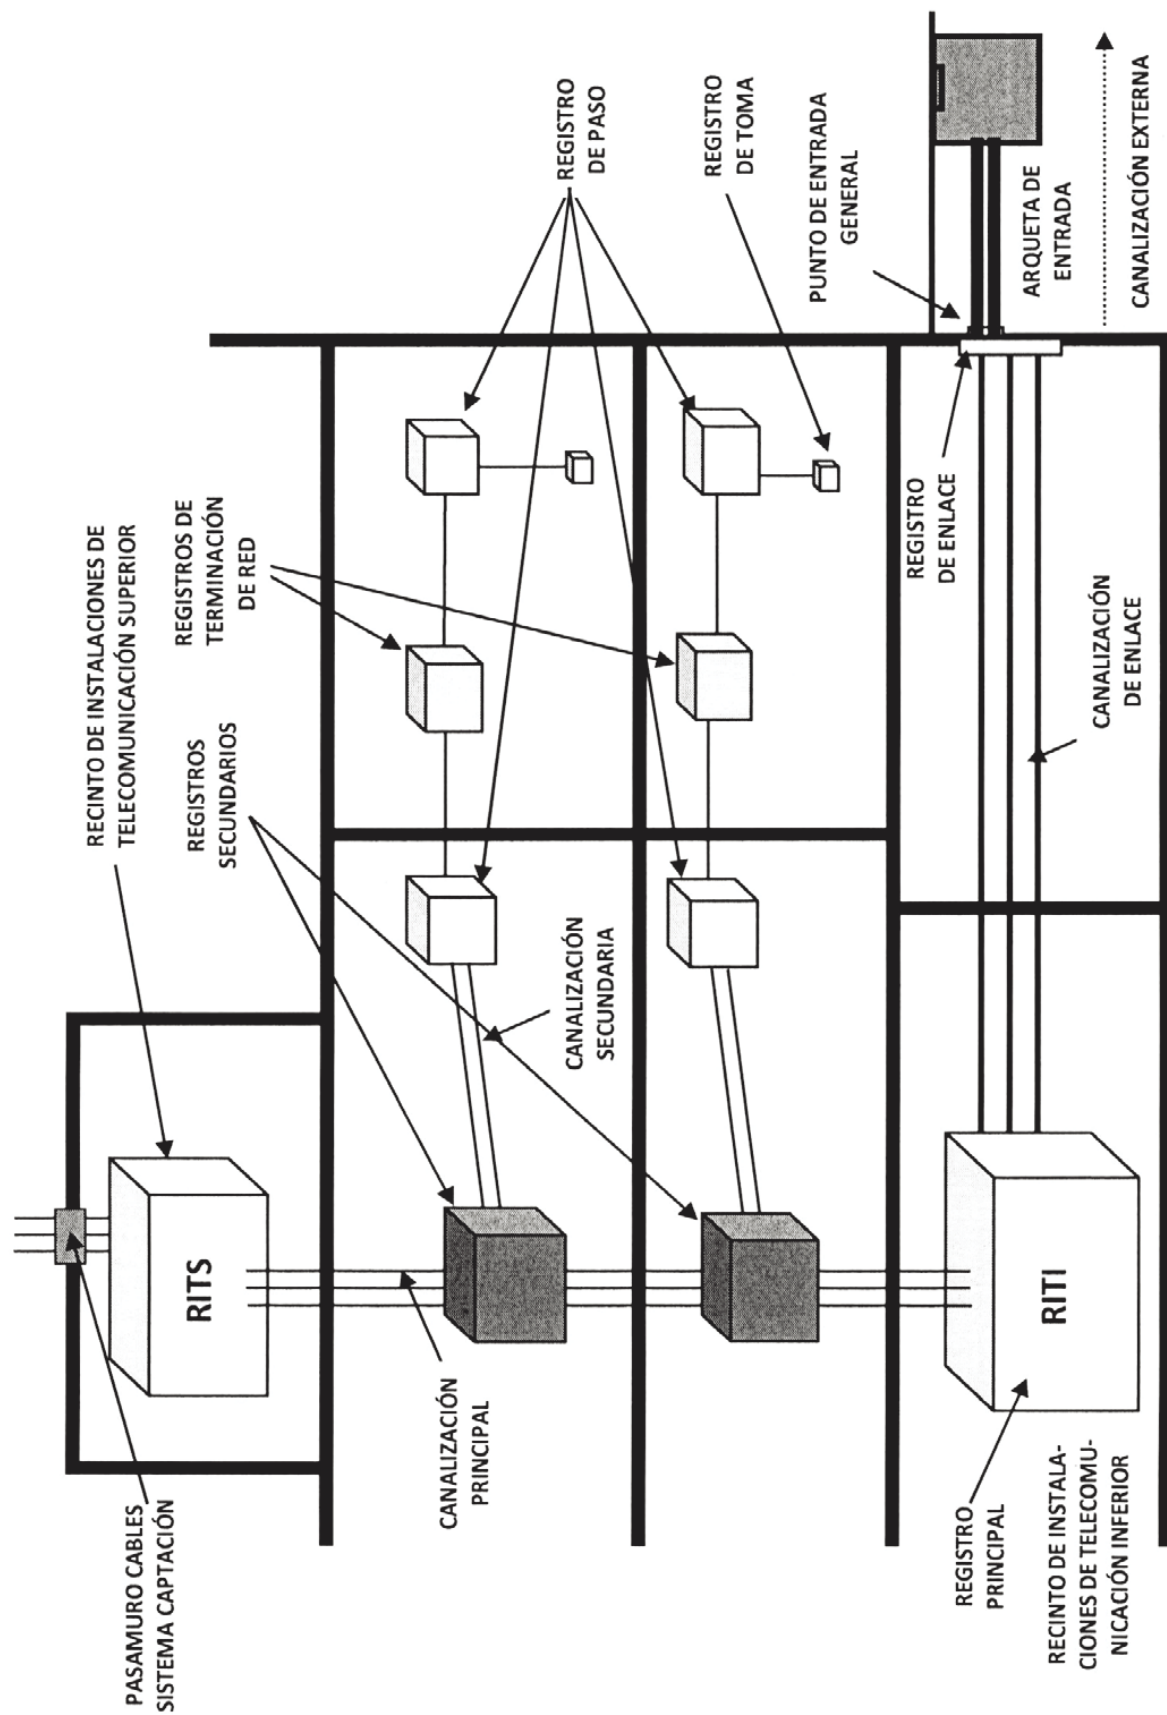 PASAMURO CABLES
SISTEMA CAPTACIÓN
RECINTO DE INSTALACIONES DE
TELECOMUNICACIÓN SUPERIOR
RITS
REGISTROS
SECUNDARIOS
REGISTROS DE
TERMINACIÓN
DE RED
REGISTRO
DE PASO
CANALIZACIÓN
PRINCIPAL
CANALIZACIÓN
SECUNDARIA
REGISTRO
DE TOMA
PUNTO DE ENTRADA
GENERAL
REGISTRO
PRINCIPAL
RITI
REGISTRO
DE ENLACE
ARQUETA DE
ENTRADA
RECINTO DE INSTALA-
CIONES DE TELECOMU-
NICACIÓN INFERIOR
CANALIZACIÓN
DE ENLACE
CANALIZACIÓN EXTERNA